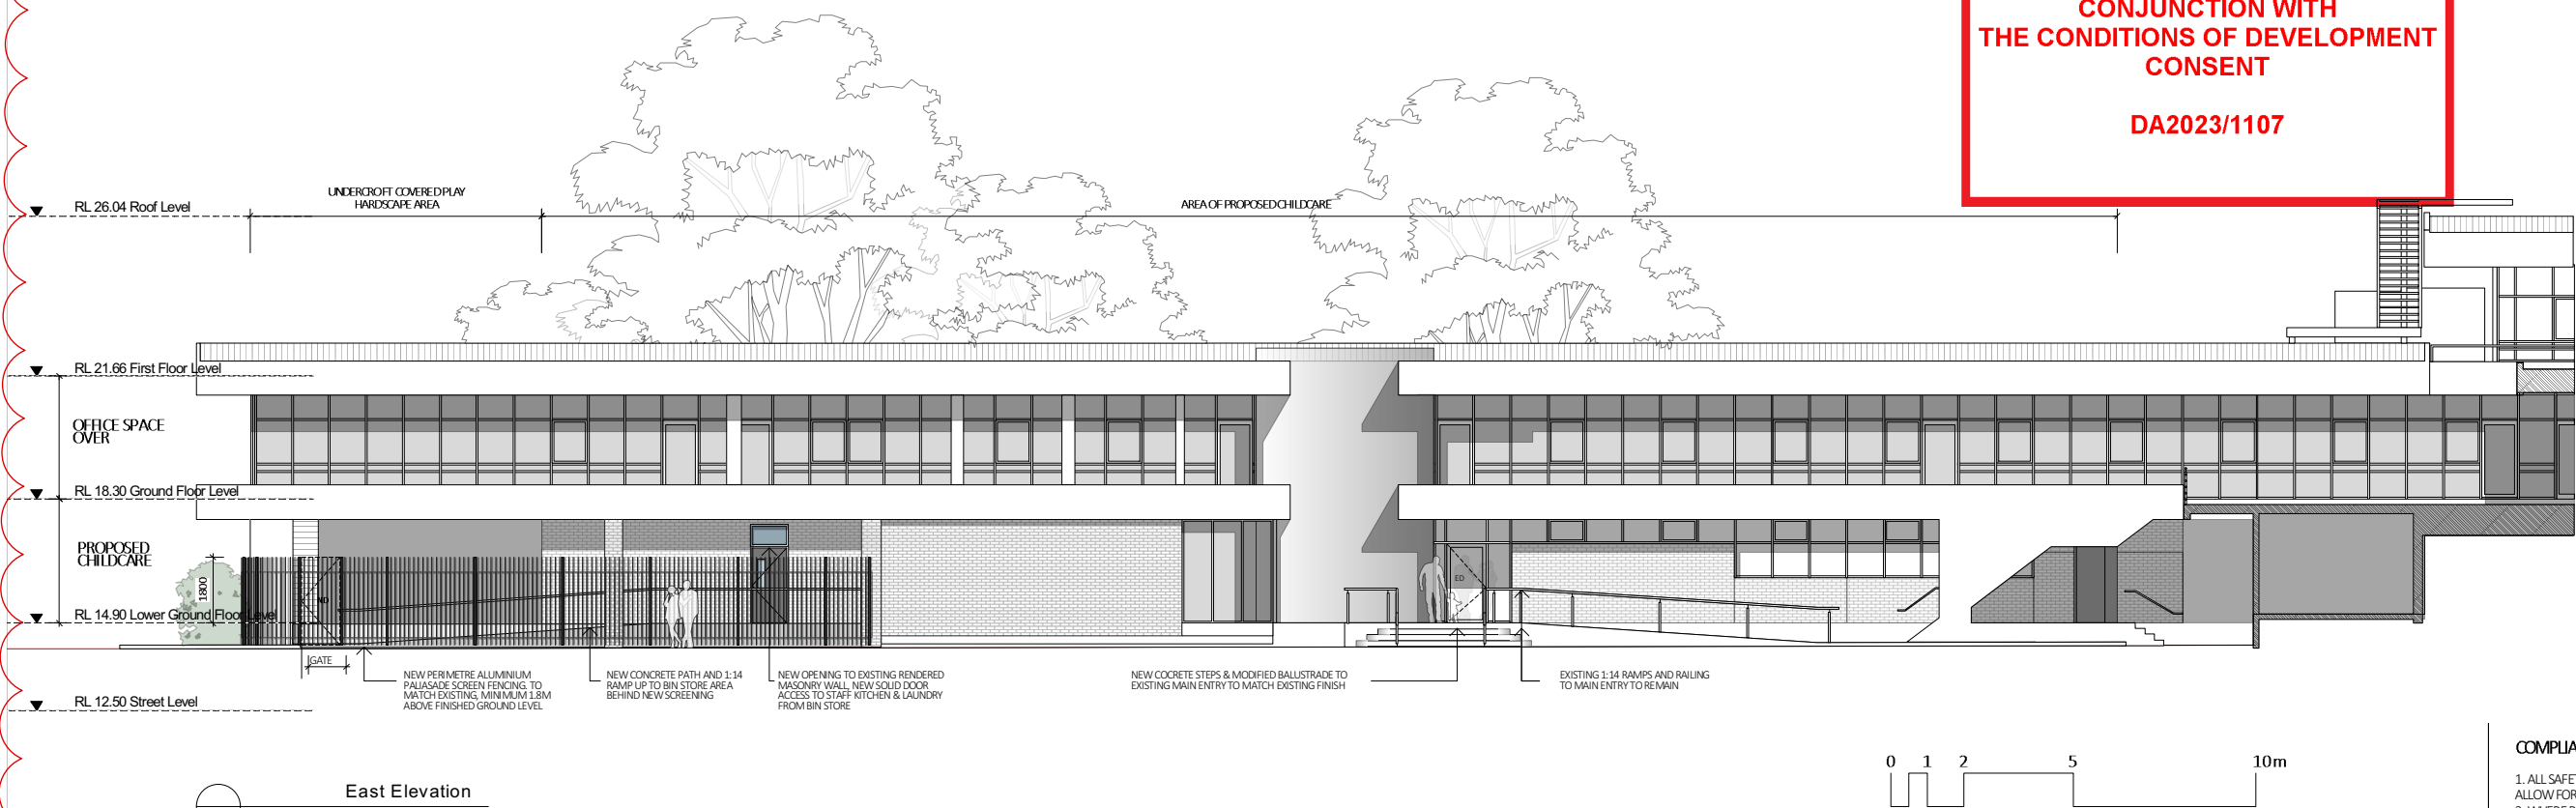 CONJUNCTION WITH
THE CONDITIONS OF DEVELOPMENT
CONSENT
DA2023/1107
UNDERCROFT COVERED PLAY
HARDSCAPE AREA
AREA OF PROPOSED CHILDCARE
RL 26.04 Roof Level
RL 21.66 First Floor Level
OFFICE SPACE
OVER
RL 18.30 Ground Floor Level
PROPOSED
CHILDCARE
1800
ED
RL 14.90 Lower Ground Floor Level
GATE
NEW PERIMETRE ALUMINIUM
PALIASADE SCREEN FENCING. TO
MATCH EXISTING, MINIMUM 1.8M
ABOVE FINISHED GROUND LEVEL
NEW CONCRETE PATH AND 1:14
RAMP UP TO BIN STORE AREA
BEHIND NEW SCREENING
NEW OPENING TO EXISTING RENDERED
MASONRY WALL, NEW SOLID DOOR
ACCESS TO STAFF KITCHEN & LAUNDRY
FROM BIN STORE
NEW COCRETE STEPS & MODIFIED BALUSTRADE TO
EXISTING MAIN ENTRY TO MATCH EXISTING FINISH
EXISTING 1:14 RAMPS AND RAILING
TO MAIN ENTRY TO REMAIN
RL 12.50 Street Level
East Elevation
0 1 2 5 10m
COMPLIA
1. ALL SAFE
ALLOW FO